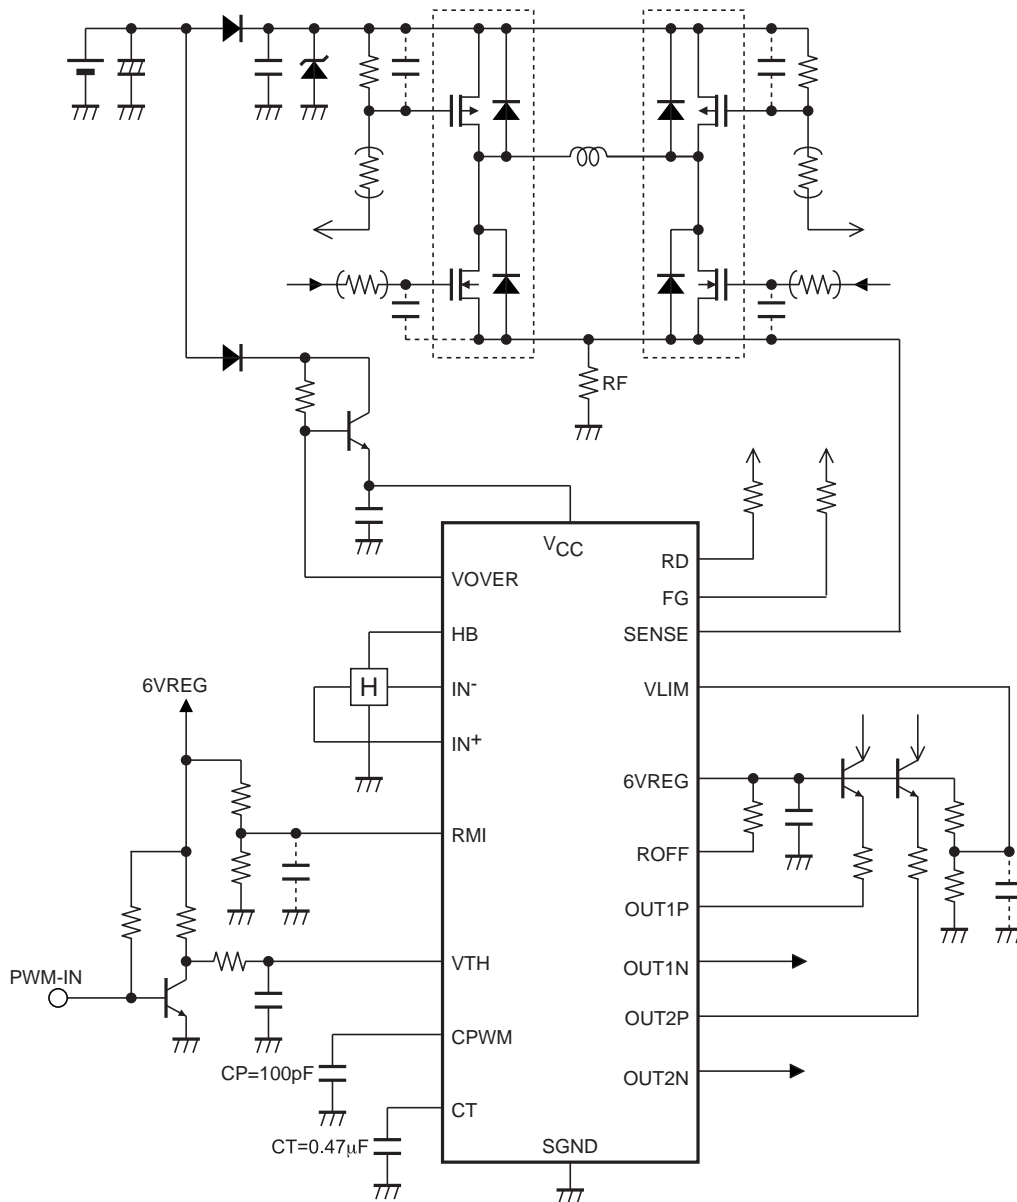 RF
VCC
RD
VOVER
FG
HB
SENSE
H
IN-
VLIM
6VREG
IN+
6VREG
RMI
ROFF
OUT1P
VTH
OUT1N
PWM-IN
OUT2P
CPWM
CP=100pF
OUT2N
CT
CT=0.47μF
SGND